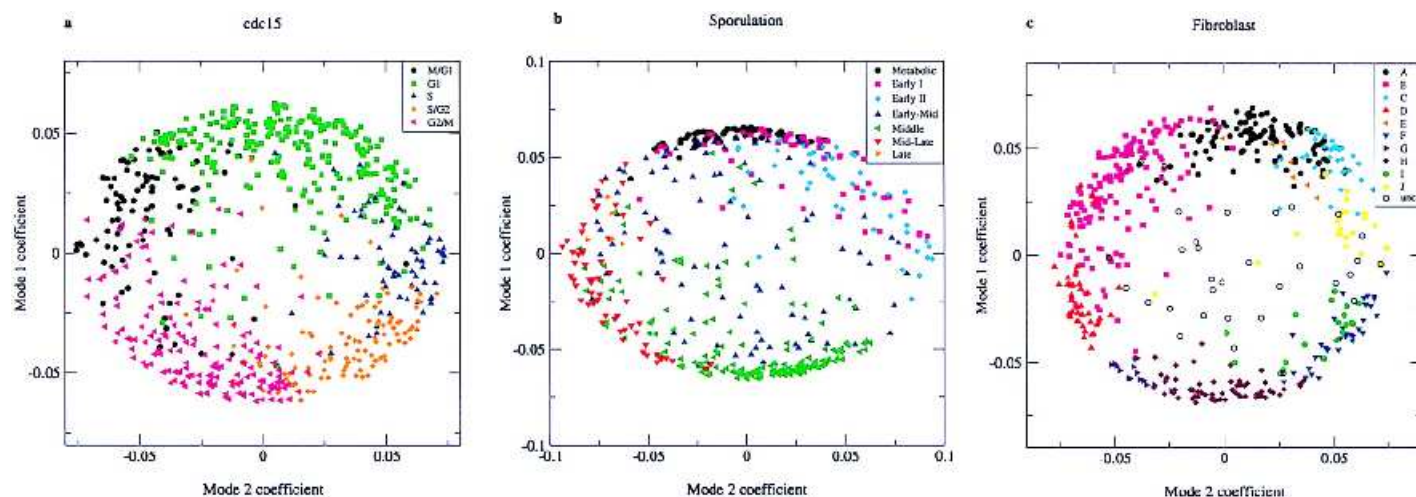 a
cdc15
M/G1
G1
S
S/G2
G2/M
0.05
0
-0.05
-0.05
0
0.05
Mode 1 coefficient
Mode 2 coefficient
b
Sporulation
Metabolic
Early I
Early II
Early-Mid
Middle
Mid-Late
Late
0.1
0.05
0
-0.05
-0.1
-0.1
-0.05
0
0.05
0.1
Mode 1 coefficient
Mode 2 coefficient
c
Fibroblast
A
B
C
D
E
F
G
H
I
J
unc
0.05
0
-0.05
-0.05
0
0.05
Mode 1 coefficient
Mode 2 coefficient